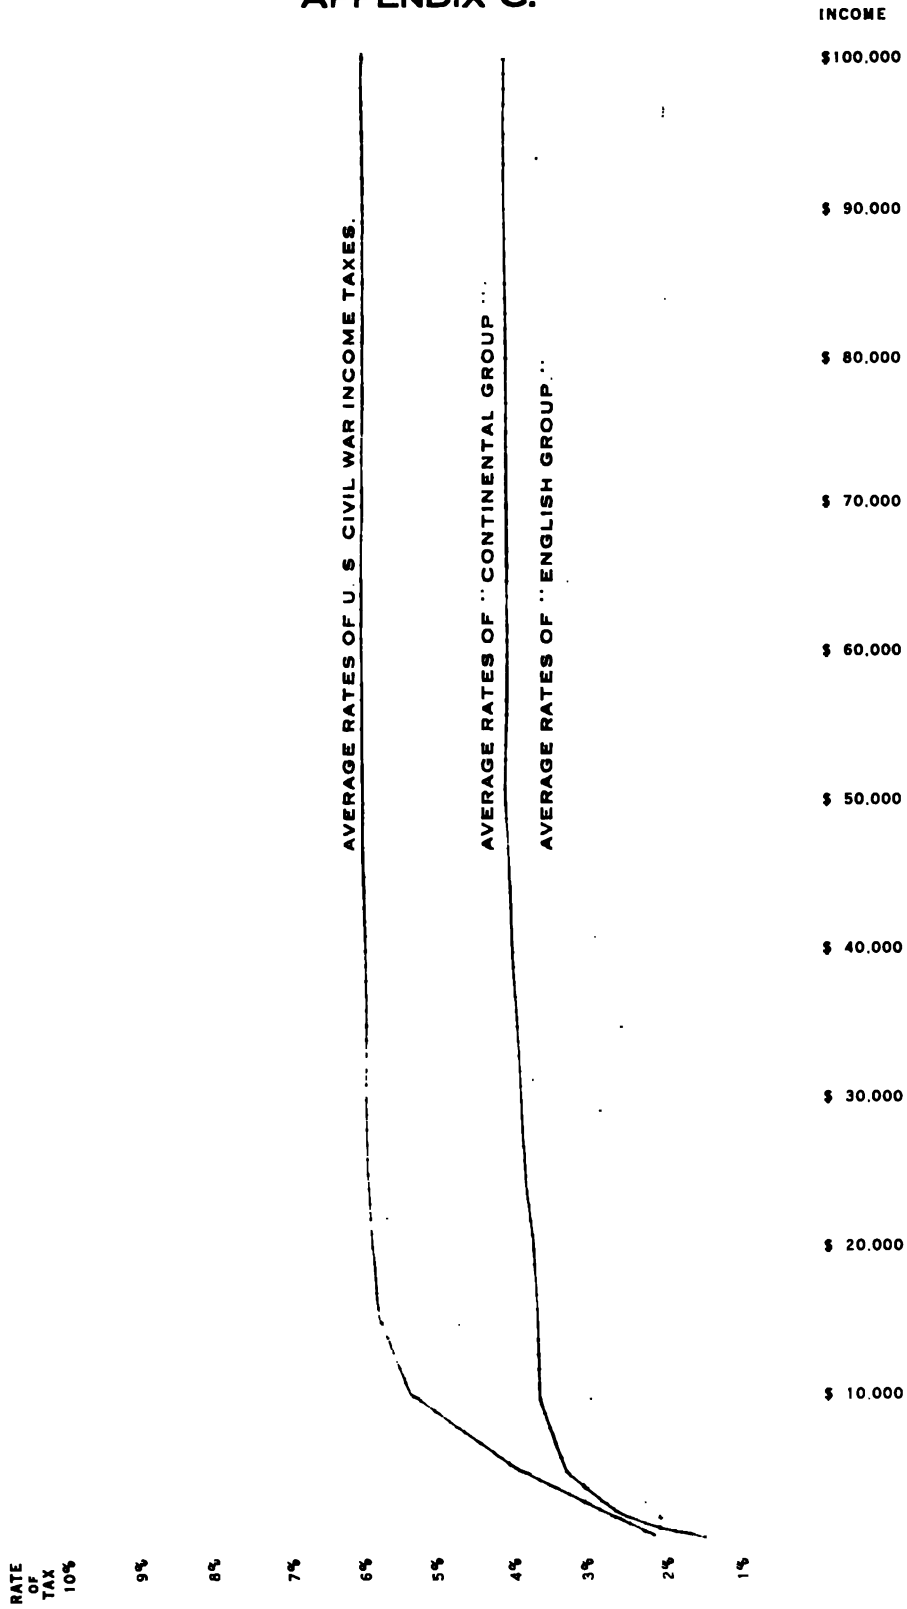 APPENDIX C.
INCOME
$100.000
$ 90.000
$ 80.000
$ 70.000
$ 60.000
$ 50.000
$ 40.000
$ 30.000
$ 20.000
$ 10.000
AVERAGE RATES OF U. S CIVIL WAR INCOME TAXES.
AVERAGE RATES OF "CONTINENTAL GROUP".
AVERAGE RATES OF "ENGLISH GROUP."
RATE
OF
TAX
10%
9%
8%
7%
6%
5%
4%
3%
2%
1%